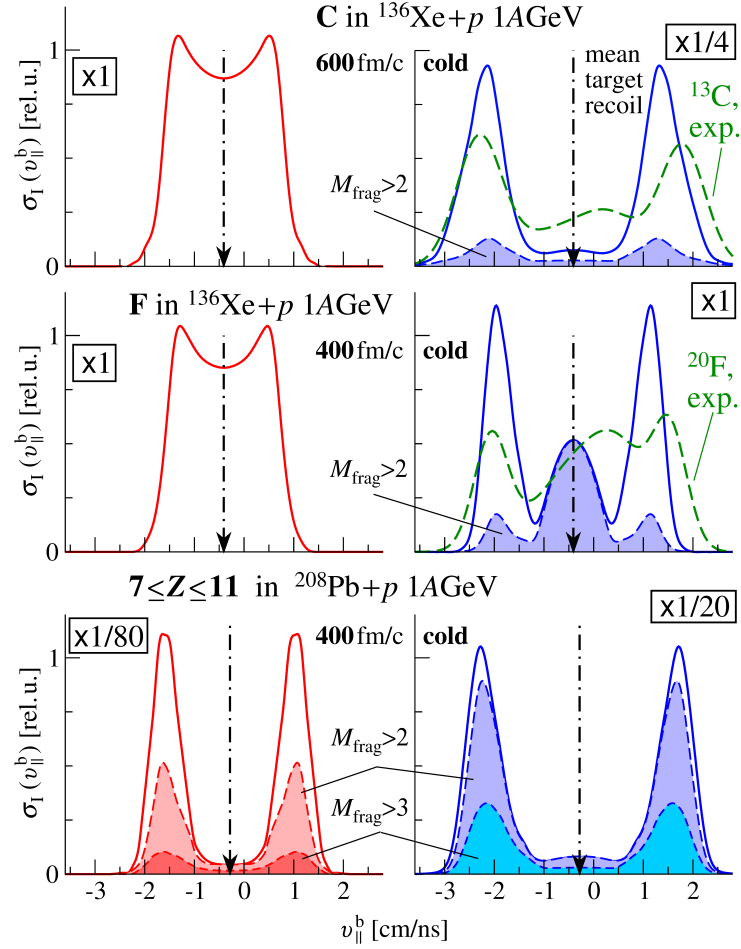 C in ¹³⁶Xe+p 1AGeV
1
x1
600 fm/c
cold
mean
target
recoil
x1/4
¹³C,
exp.
M_frag>2
σ_I (v_∥^b) [rel.u.]
0
F in ¹³⁶Xe+p 1AGeV
1
x1
400 fm/c
cold
x1
²⁰F,
exp.
M_frag>2
σ_I (v_∥^b) [rel.u.]
0
7≤Z≤11 in ²⁰⁸Pb+p 1AGeV
1
x1/80
400 fm/c
cold
x1/20
M_frag>2
M_frag>3
σ_I (v_∥^b) [rel.u.]
0
-3 -2 -1 0 1 2 -3 -2 -1 0 1 2
v_∥^b [cm/ns]